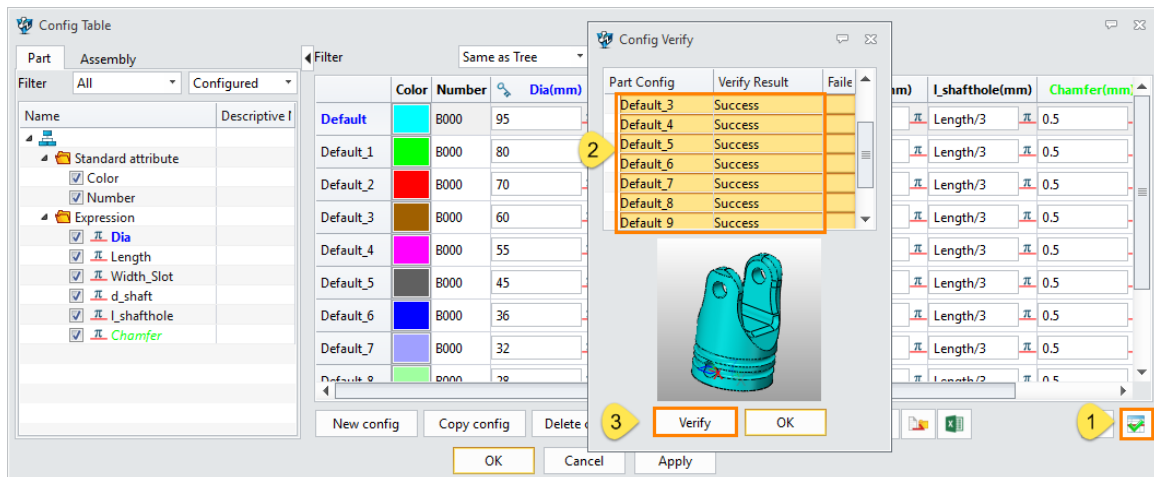 Config Table
Part Assembly
Filter All Configured
Name Descriptive
Standard attribute
Color
Number
Expression
Dia
Length
Width_Slot
d_shaft
l_shafthole
Chamfer
Filter Same as Tree
Color Number Dia(mm) l_shafthole(mm) Chamfer(mm)
Default B000 95 π Length/3 π 0.5
Default_1 B000 80 π Length/3 π 0.5
Default_2 B000 70 π Length/3 π 0.5
Default_3 B000 60 π Length/3 π 0.5
Default_4 B000 55 π Length/3 π 0.5
Default_5 B000 45 π Length/3 π 0.5
Default_6 B000 36 π Length/3 π 0.5
Default_7 B000 32 π Length/3 π 0.5
Default_8 B000 28 π Length/3 π 0.5
New config Copy config Delete
OK Cancel Apply
Config Verify
Part Config Verify Result Faile
Default_3 Success
Default_4 Success
Default_5 Success
Default_6 Success
Default_7 Success
Default_8 Success
Default_9 Success
Verify OK
1
2
3